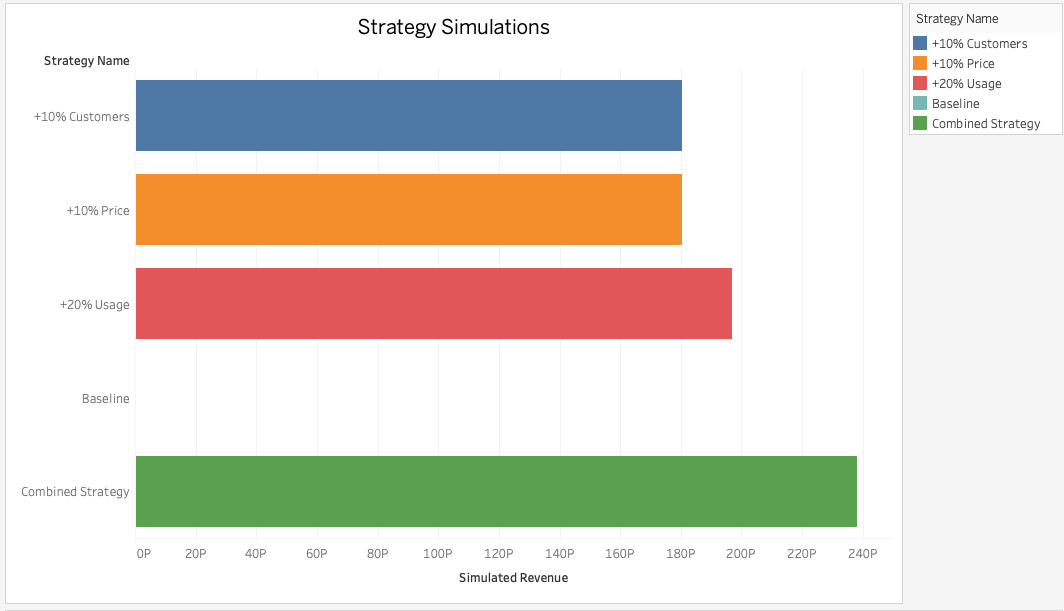 Strategy Simulations
Strategy Name
+10% Customers
+10% Price
+20% Usage
Baseline
Combined Strategy
0P 20P 40P 60P 80P 100P 120P 140P 160P 180P 200P 220P 240P
Simulated Revenue
Strategy Name
+10% Customers
+10% Price
+20% Usage
Baseline
Combined Strategy